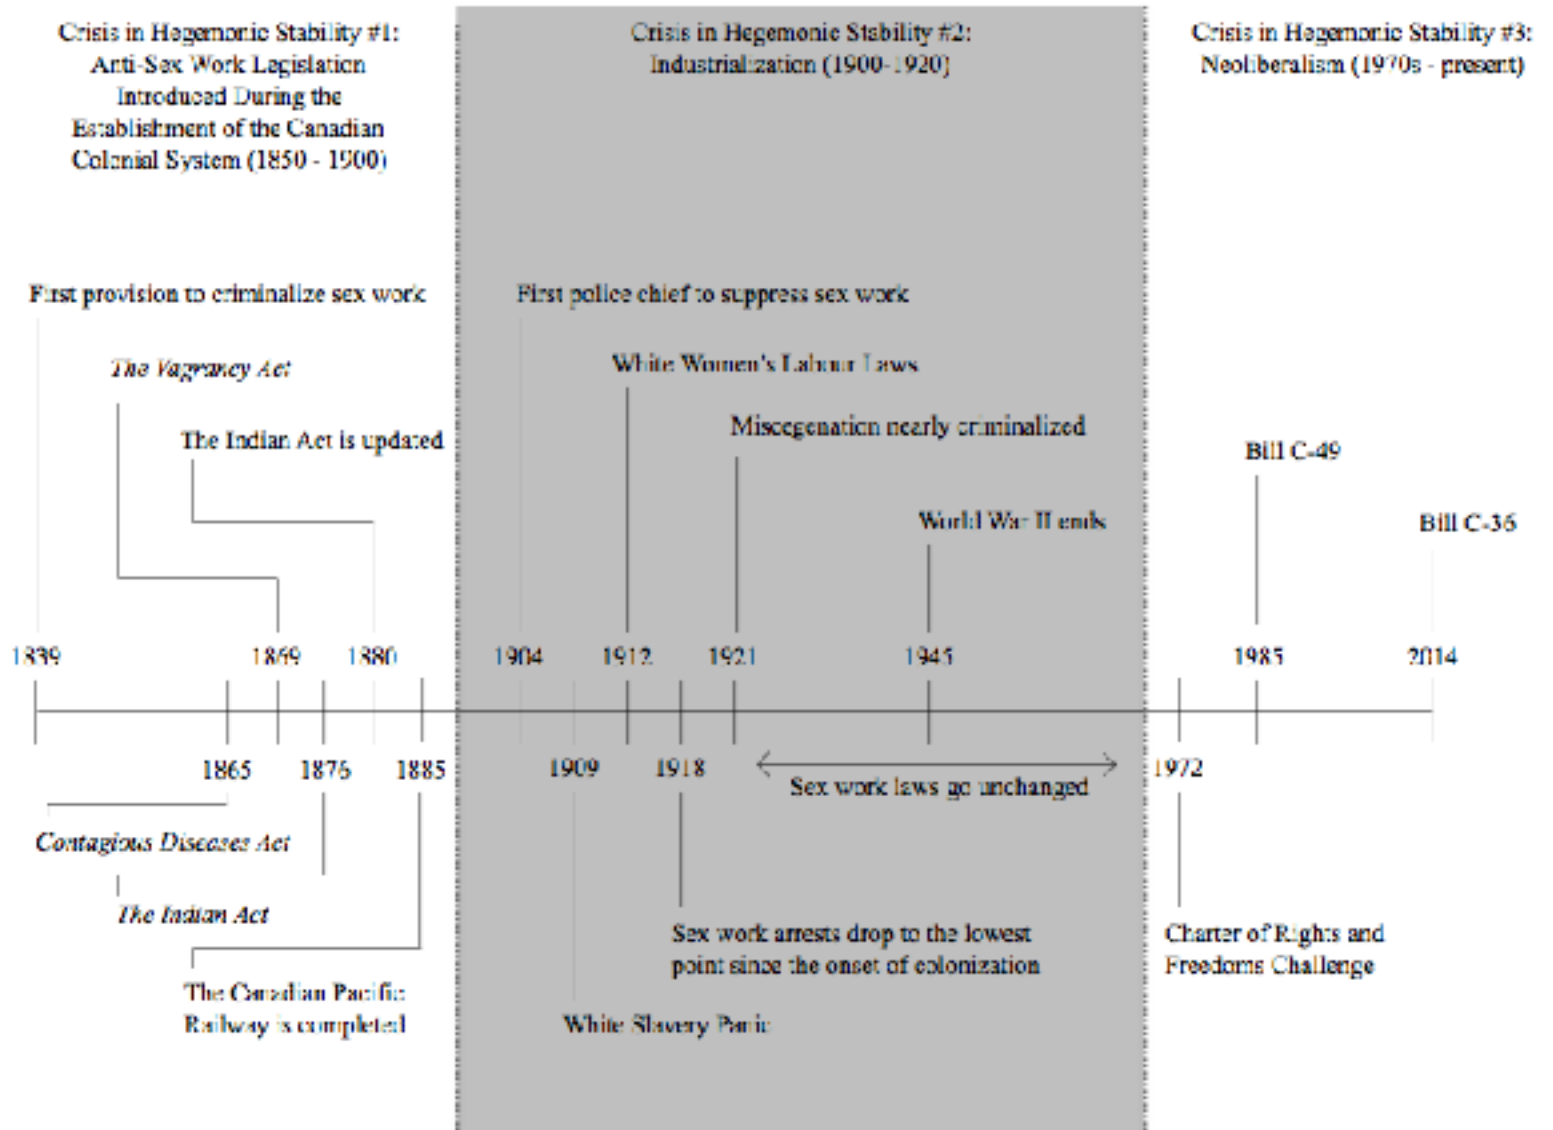 Crisis in Hegemonic Stability #1:
Anti-Sex Work Legislation
Introduced During the
Establishment of the Canadian
Colonial System (1850 - 1900)
Crisis in Hegemonic Stability #2:
Industrialization (1900-1920)
Crisis in Hegemonic Stability #3:
Neoliberalism (1970s - present)
First provision to criminalize sex work
First police chief to suppress sex work
The Vagrancy Act
White Women's Labour Laws
The Indian Act is updated
Miscegenation nearly criminalized
Bill C-49
World War II ends
Bill C-36
1839
1869
1880
1904
1912
1921
1945
1985
2014
1865
1876
1885
1909
1918
Sex work laws go unchanged
1972
Contagious Diseases Act
The Indian Act
Sex work arrests drop to the lowest
point since the onset of colonization
Charter of Rights and
Freedoms Challenge
The Canadian Pacific
Railway is completed
White Slavery Panic